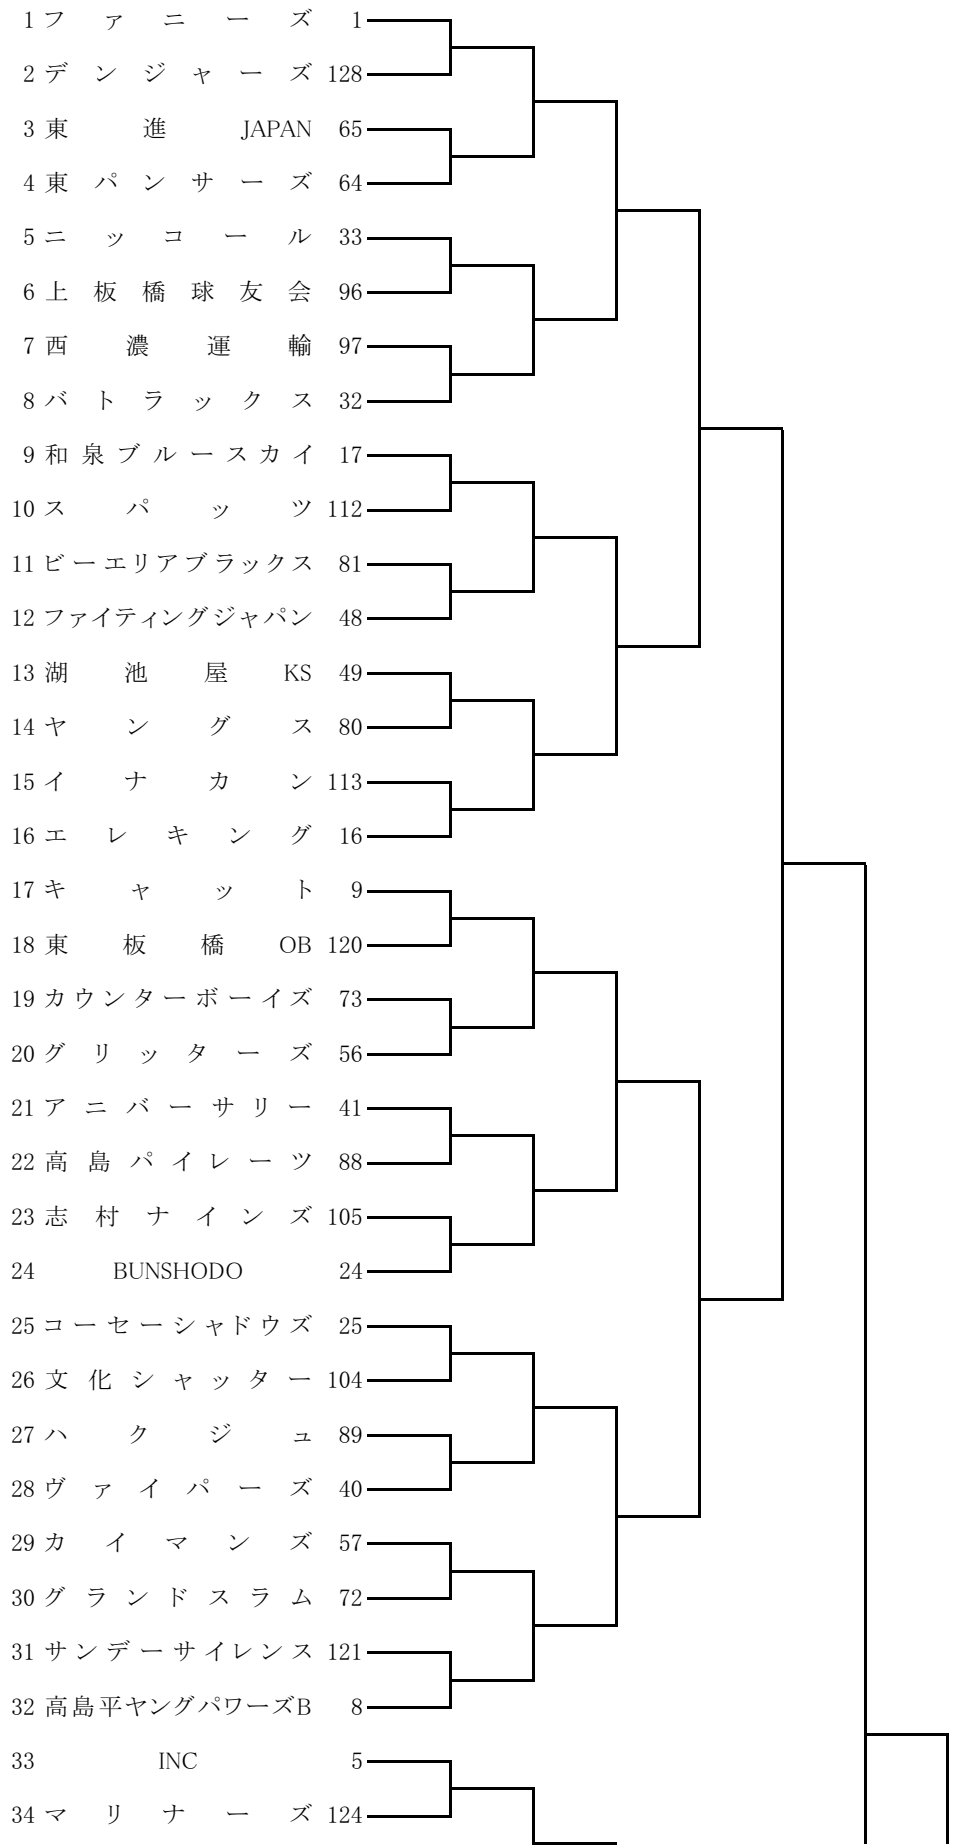 1 ファニーズ 1
2 デンジャーズ 128
3 東進JAPAN 65
4 東パンサーズ 64
5 ニッコール 33
6 上板橋球友会 96
7 西濃運輸 97
8 バトラックス 32
9 和泉ブルースカイ 17
10 スパッツ 112
11 ビーエリアブラックス 81
12 ファイティングジャパン 48
13 湖池屋KS 49
14 ヤングス 80
15 イナカン 113
16 エレキング 16
17 キャット 9
18 東板橋OB 120
19 カウンターボーイズ 73
20 グリッターズ 56
21 アニバーサリー 41
22 高島パイレーツ 88
23 志村ナインズ 105
24 BUNSHODO 24
25 コーセーシャドウズ 25
26 文化シャッター 104
27 ハクジュ 89
28 ヴァイパーズ 40
29 カイマンズ 57
30 グランドスラム 72
31 サンデーサイレンス 121
32 高島平ヤングパワーズB 8
33 INC 5
34 マリナーズ 124